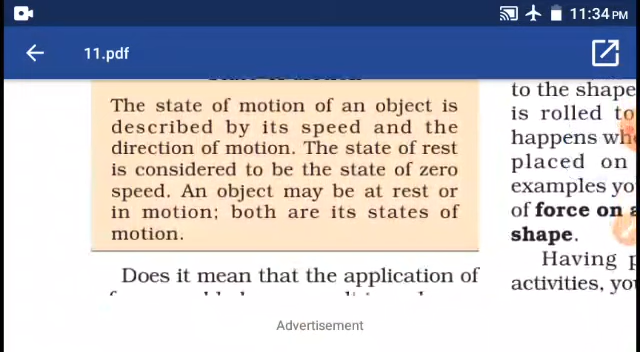 11:34 PM
11.pdf
The state of motion of an object is
described by its speed and the
direction of motion. The state of rest
is considered to be the state of zero
speed. An object may be at rest or
in motion; both are its states of
motion.
Does it mean that the application of
to the shape
is rolled to
happens
placed on
examples
of force on
shape.
Having
activities,
Advertisement